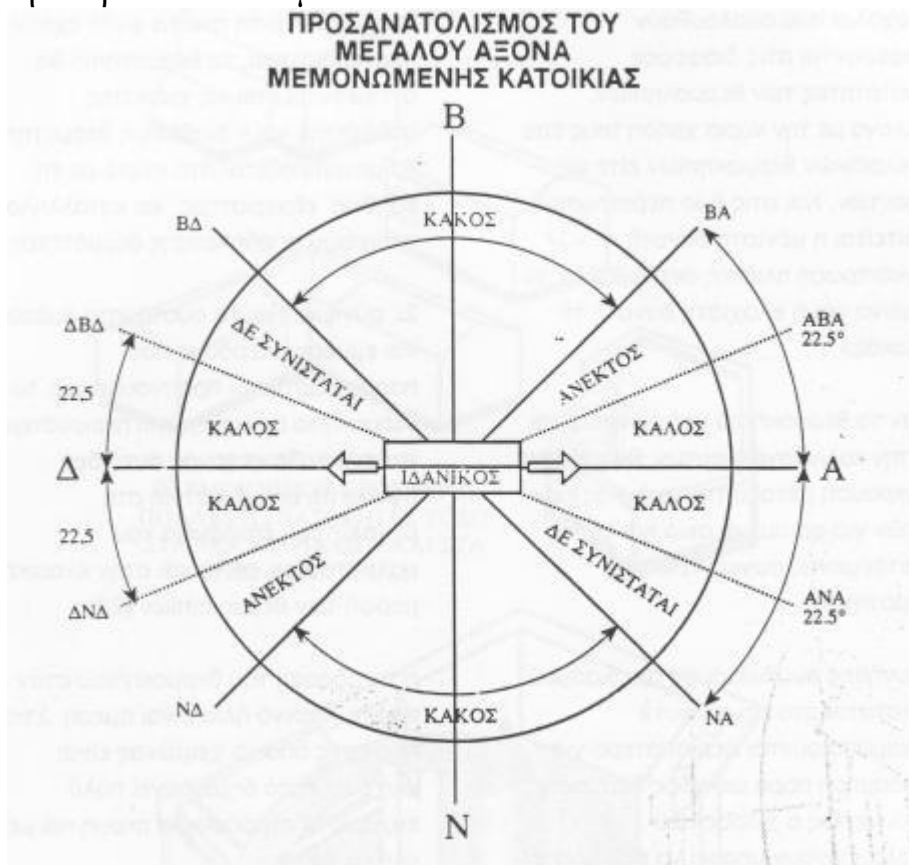 ΠΡΟΣΑΝΑΤΟΛΙΣΜΟΣ ΤΟΥ
ΜΕΓΑΛΟΥ ΑΞΟΝΑ
ΜΕΜΟΝΩΜΕΝΗΣ ΚΑΤΟΙΚΙΑΣ
Β
ΒΔ
ΚΑΚΟΣ
ΒΑ
ΔΒΔ
ΔΕ ΣΥΝΙΣΤΑΤΑΙ
ΑΝΕΚΤΟΣ
ΑΒΑ
22.5°
22.5
ΚΑΛΟΣ
ΚΑΛΟΣ
Δ
ΙΔΑΝΙΚΟΣ
Α
ΚΑΛΟΣ
ΚΑΛΟΣ
22.5
ΔΝΔ
ΑΝΕΚΤΟΣ
ΔΕ ΣΥΝΙΣΤΑΤΑΙ
ΑΝΑ
22.5°
ΝΔ
ΚΑΚΟΣ
ΝΑ
Ν